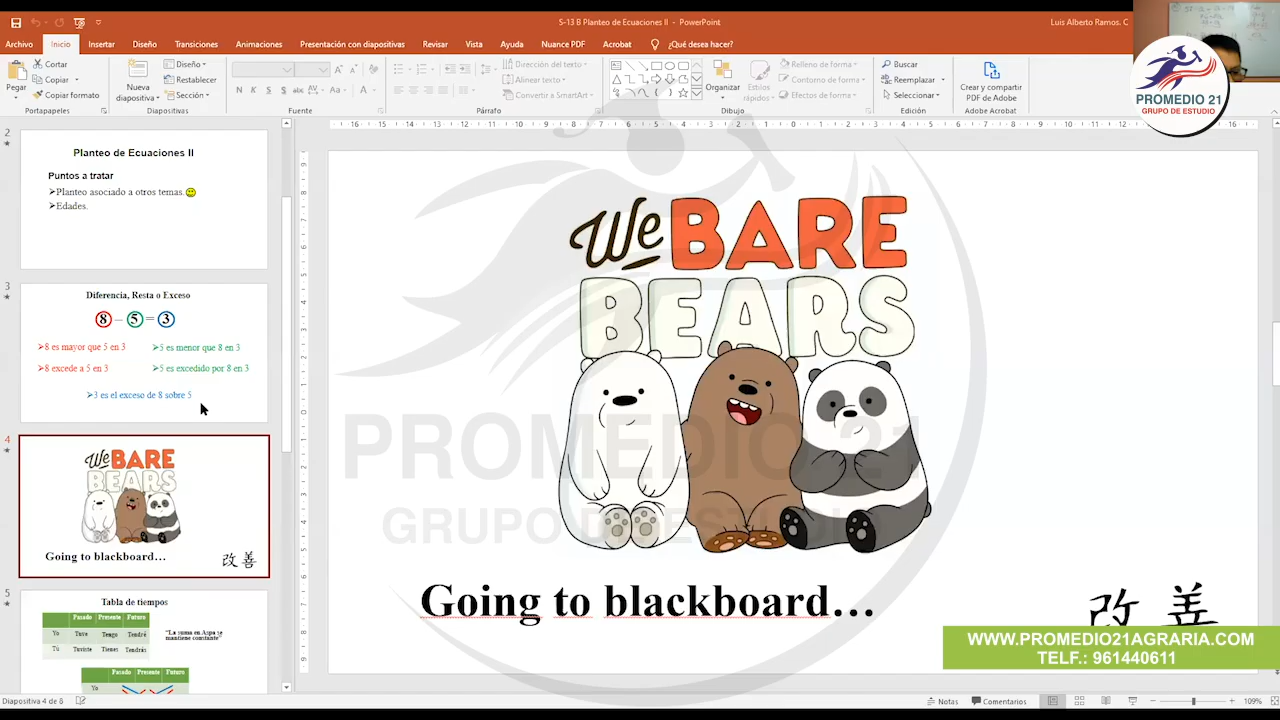 S-13 B Planteo de Ecuaciones II - PowerPoint
Luis Alberto Ramos. C
Archivo Inicio Insertar Diseño Transiciones Animaciones Presentación con diapositivas Revisar Vista Ayuda Nuance PDF Acrobat ¿Qué desea hacer?
Pegar
Cortar
Copiar
Copiar formato
Portapapeles
Nueva diapositiva
Diseño
Restablecer
Sección
Diapositivas
N K S S abc AV Aa A
Fuente
Dirección del texto
Alinear texto
Convertir a SmartArt
Párrafo
Organizar
Estilos rápidos
Relleno de forma
Contorno de forma
Efectos de forma
Dibujo
Buscar
Reemplazar
Seleccionar
Edición
Crear y compartir PDF de Adobe
Adobe Acrobat
PROMEDIO 21
GRUPO DE ESTUDIO
2
Planteo de Ecuaciones II
Puntos a tratar
➢Planteo asociado a otros temas.
➢Edades.
3
Diferencia, Resta o Exceso
8 – 5 = 3
➢8 es mayor que 5 en 3
➢5 es menor que 8 en 3
➢8 excede a 5 en 3
➢5 es excedido por 8 en 3
➢3 es el exceso de 8 sobre 5
4
We BARE
BEARS
Going to blackboard…
改 善
5
Tabla de tiempos
Pasado Presente Futuro
Yo Tuve Tengo Tendré
Tú Tuviste Tienes Tendrás
"La suma en Aspa se
mantiene constante"
Pasado Presente Futuro
Yo
We BARE
BEARS
Going to blackboard…
改 善
PROMEDIO 21
GRUPO DE ESTUDIO
WWW.PROMEDIO21AGRARIA.COM
TELF.: 961440611
Diapositiva 4 de 8
Notas
Comentarios
109%